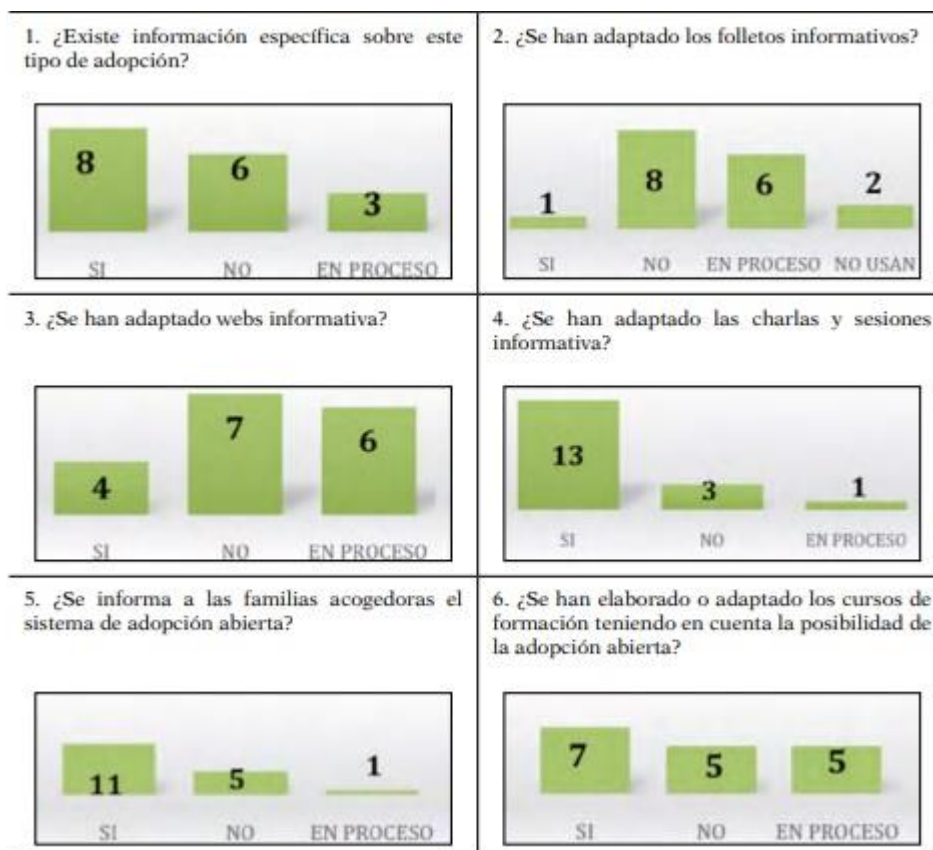 1. ¿Existe información específica sobre este
tipo de adopción?
8
6
3
SI NO EN PROCESO
2. ¿Se han adaptado los folletos informativos?
1
8
6
2
SI NO EN PROCESO NO USAN
3. ¿Se han adaptado webs informativa?
4
7
6
SI NO EN PROCESO
4. ¿Se han adaptado las charlas y sesiones
informativa?
13
3
1
SI NO EN PROCESO
5. ¿Se informa a las familias acogedoras el
sistema de adopción abierta?
11
5
1
SI NO EN PROCESO
6. ¿Se han elaborado o adaptado los cursos de
formación teniendo en cuenta la posibilidad de
la adopción abierta?
7
5
5
SI NO EN PROCESO